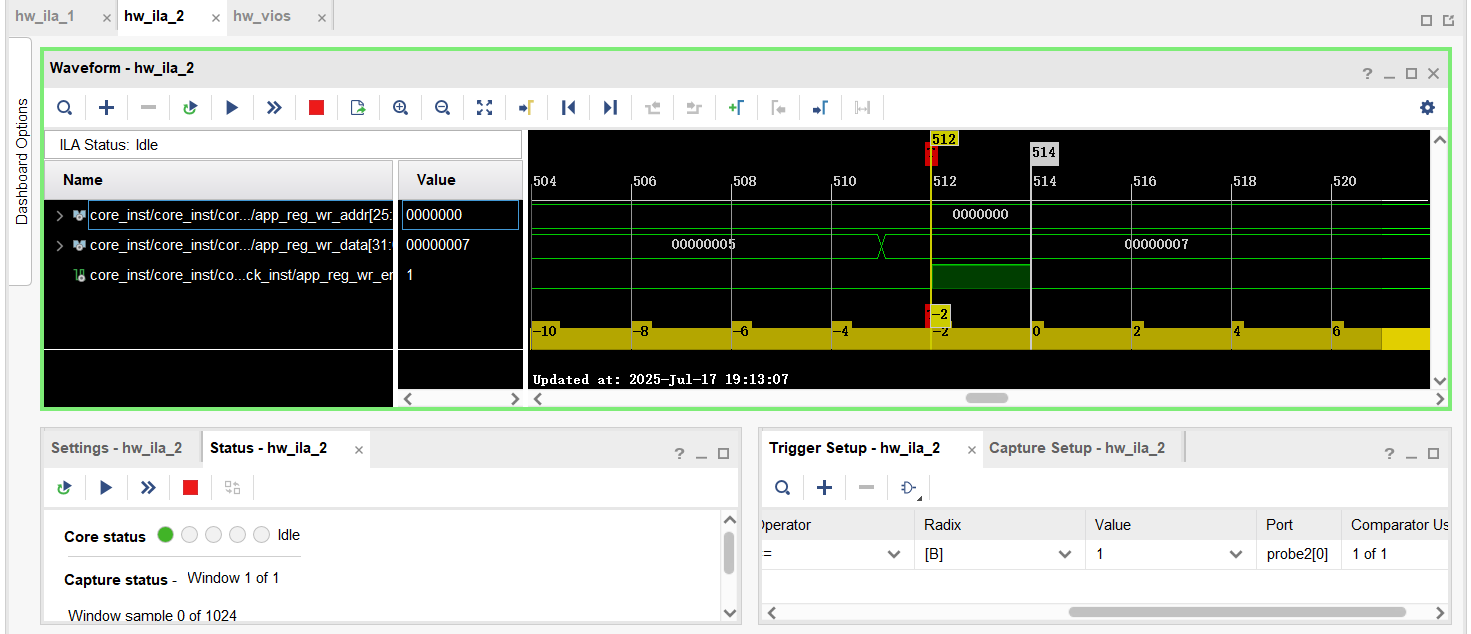 hw_ila_1 × hw_ila_2 × hw_vios ×
Dashboard Options
Waveform - hw_ila_2
ILA Status: Idle
Name Value
512
514
504 506 508 510 512 514 516 518 520
core_inst/core_inst/cor.../app_reg_wr_addr[25: 0000000 0000000
core_inst/core_inst/cor.../app_reg_wr_data[31: 00000007 00000005 00000007
core_inst/core_inst/co...ck_inst/app_reg_wr_en 1
-2
-10 -8 -6 -4 -2 0 2 4 6
Updated at: 2025-Jul-17 19:13:07
Settings - hw_ila_2 Status - hw_ila_2 ×
Core status Idle
Capture status - Window 1 of 1
Window sample 0 of 1024
Trigger Setup - hw_ila_2 × Capture Setup - hw_ila_2
Operator Radix Value Port Comparator Us
= [B] 1 probe2[0] 1 of 1